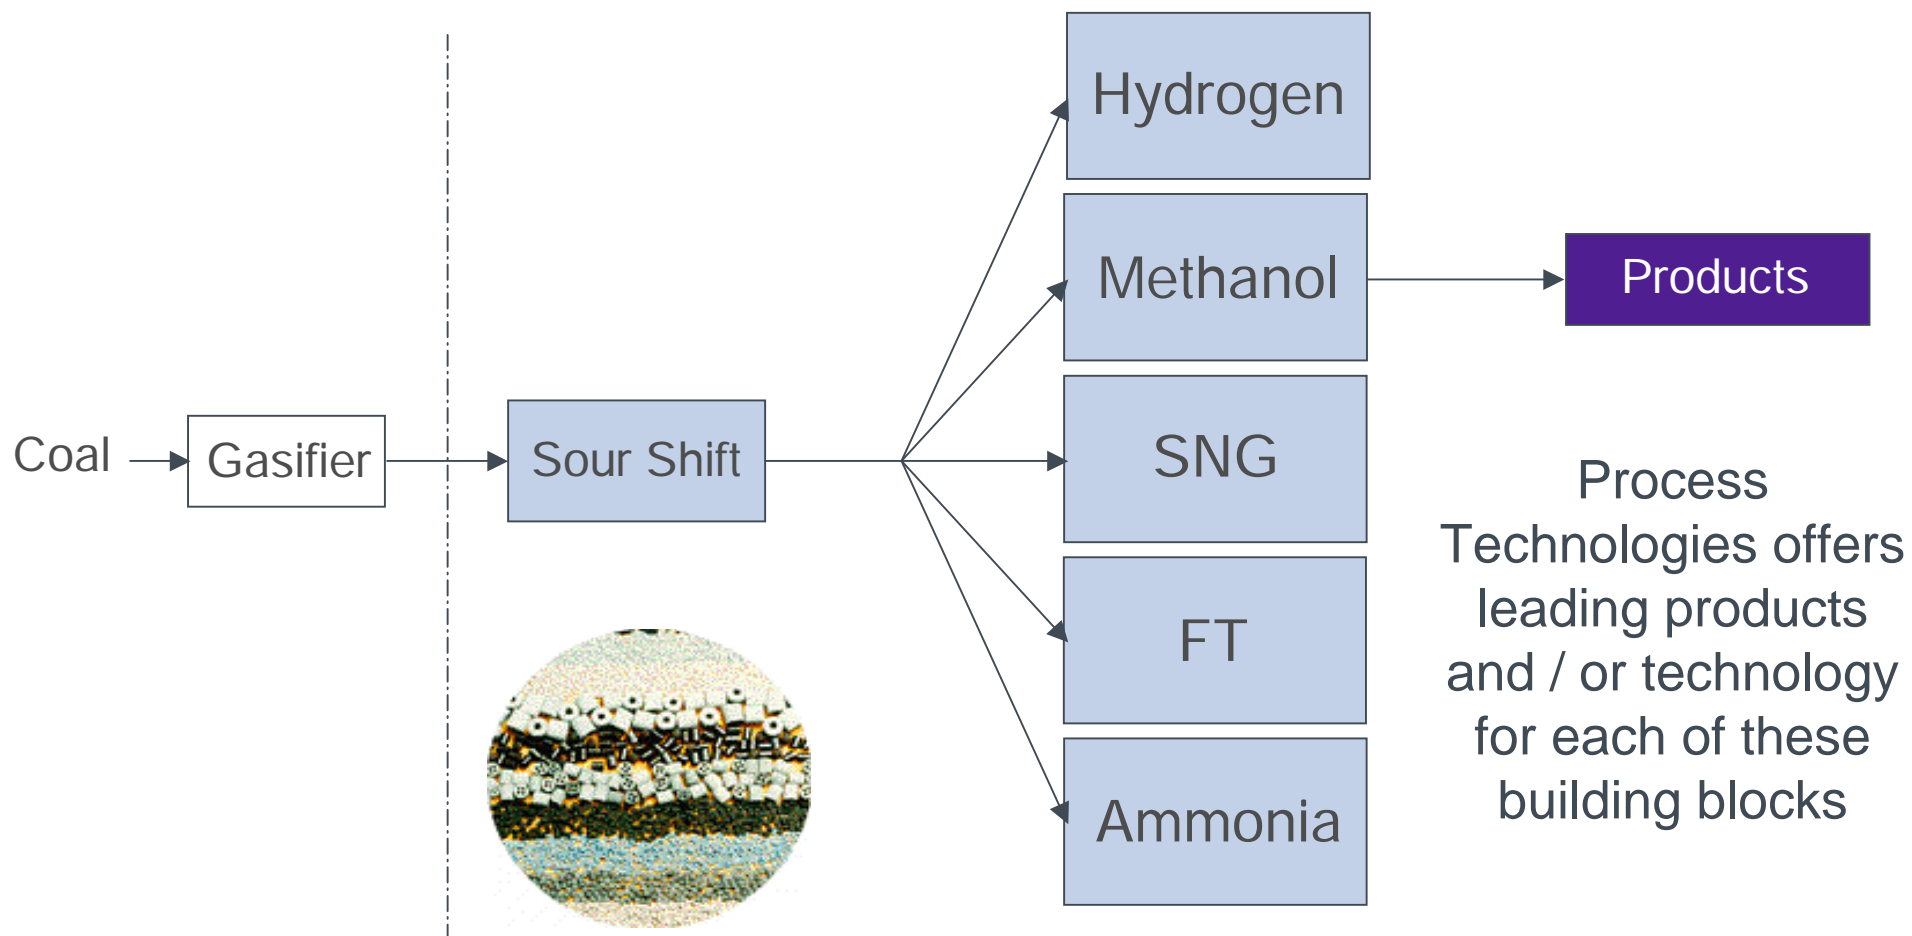 Coal
Gasifier
Sour Shift
Hydrogen
Methanol
SNG
FT
Ammonia
Products
Process
Technologies offers
leading products
and / or technology
for each of these
building blocks